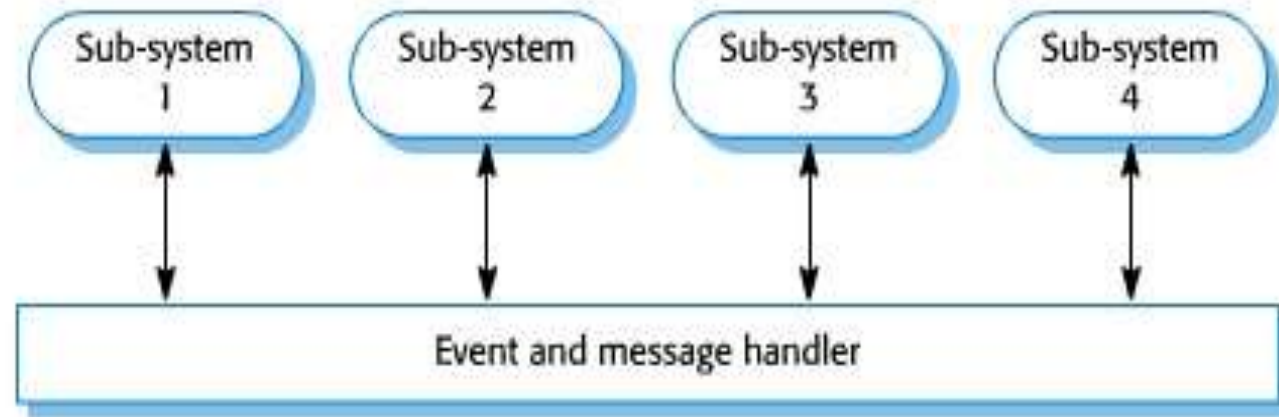 Sub-system
1
Sub-system
2
Sub-system
3
Sub-system
4
Event and message handler